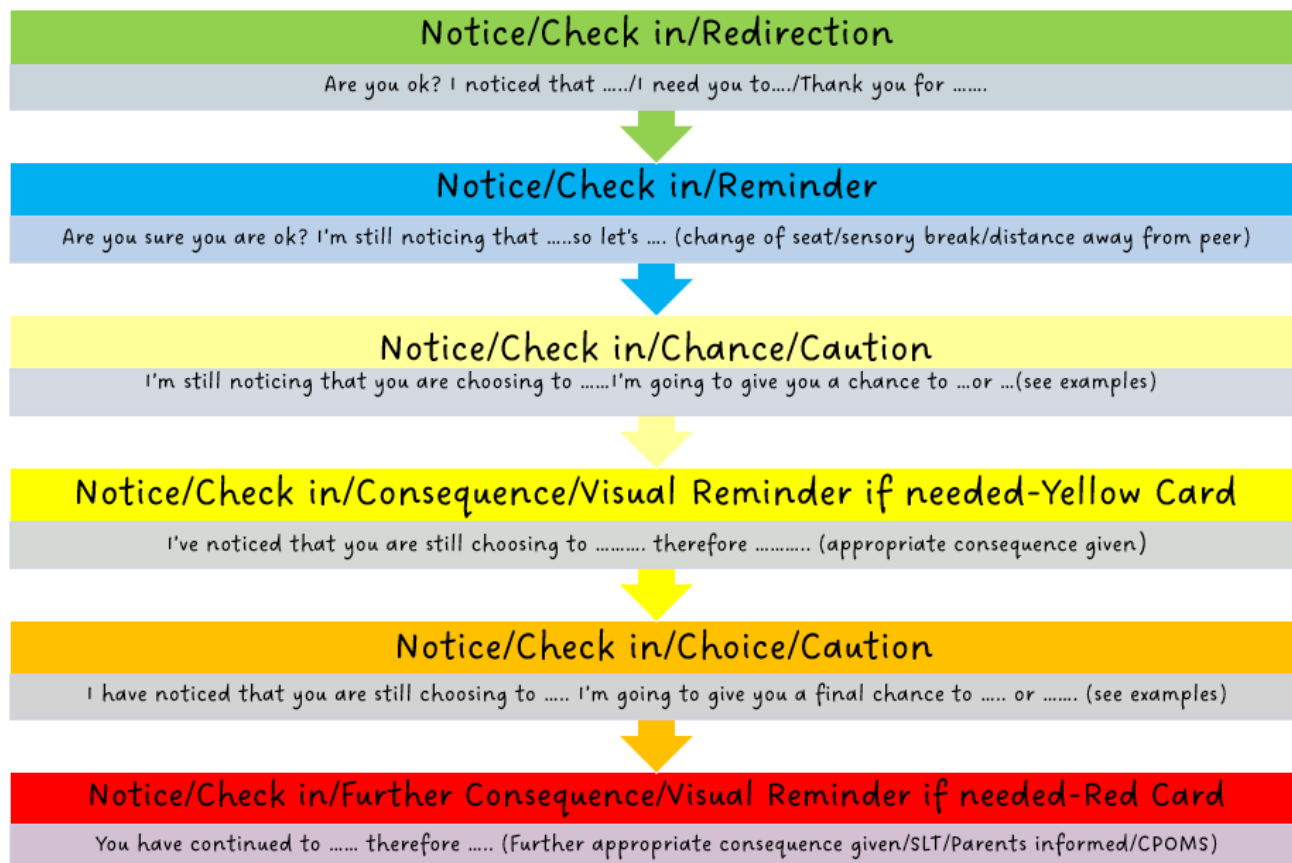 Notice/Check in/Redirection
Are you ok? I noticed that ...../I need you to..../Thank you for .......
Notice/Check in/Reminder
Are you sure you are ok? I'm still noticing that .....so let's .... (change of seat/sensory break/distance away from peer)
Notice/Check in/Chance/Caution
I'm still noticing that you are choosing to ......I'm going to give you a chance to ...or ...(see examples)
Notice/Check in/Consequence/Visual Reminder if needed-Yellow Card
I've noticed that you are still choosing to .......... therefore ........... (appropriate consequence given)
Notice/Check in/Choice/Caution
I have noticed that you are still choosing to ..... I'm going to give you a final chance to ..... or ....... (see examples)
Notice/Check in/Further Consequence/Visual Reminder if needed-Red Card
You have continued to ...... therefore ..... (Further appropriate consequence given/SLT/Parents informed/CPOMS)